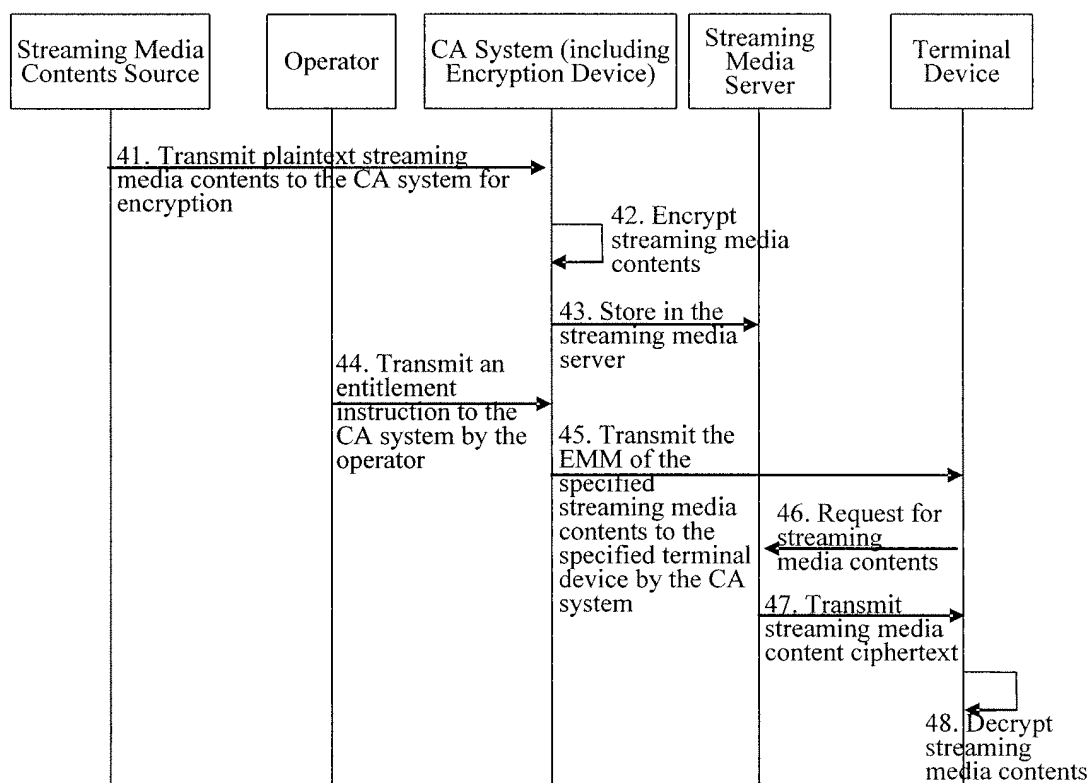 Streaming Media
Contents Source
Operator
CA System (including
Encryption Device)
Streaming
Media
Server
Terminal
Device
41. Transmit plaintext streaming
media contents to the CA system for
encryption
42. Encrypt
streaming media
contents
43. Store in the
streaming media
server
44. Transmit an
entitlement
instruction to the
CA system by the
operator
45. Transmit the
EMM of the
specified
streaming media
contents to the
specified terminal
device by the CA
system
46. Request for
streaming
media contents
47. Transmit
streaming media
content ciphertext
48. Decrypt
streaming
media contents